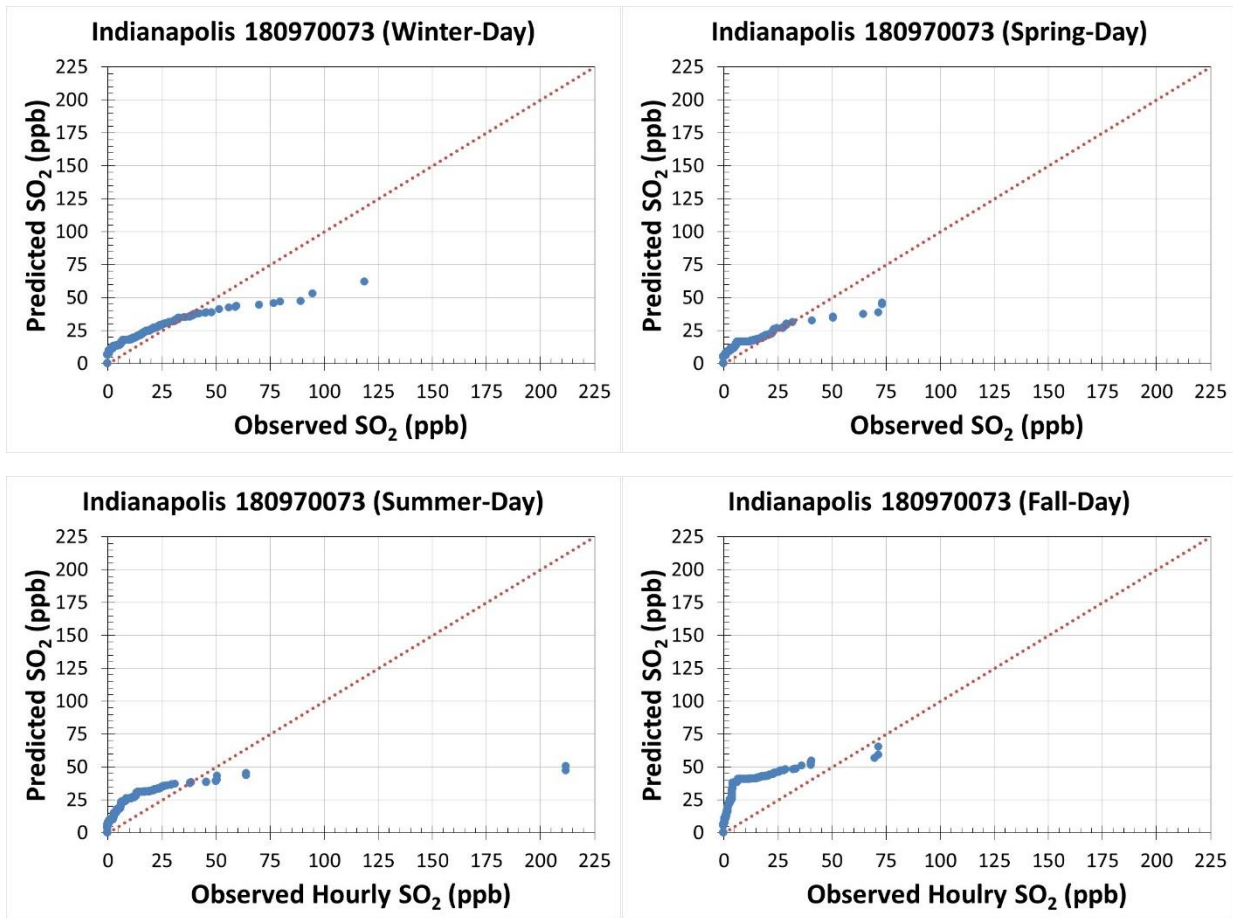 Indianapolis 180970073 (Winter-Day)
225
200
175
150
125
100
75
50
25
0
Predicted SO₂ (ppb)
0 25 50 75 100 125 150 175 200 225
Observed SO₂ (ppb)
Indianapolis 180970073 (Spring-Day)
225
200
175
150
125
100
75
50
25
0
Predicted SO₂ (ppb)
0 25 50 75 100 125 150 175 200 225
Observed SO₂ (ppb)
Indianapolis 180970073 (Summer-Day)
225
200
175
150
125
100
75
50
25
0
Predicted SO₂ (ppb)
0 25 50 75 100 125 150 175 200 225
Observed Hourly SO₂ (ppb)
Indianapolis 180970073 (Fall-Day)
225
200
175
150
125
100
75
50
25
0
Predicted SO₂ (ppb)
0 25 50 75 100 125 150 175 200 225
Observed Houlry SO₂ (ppb)